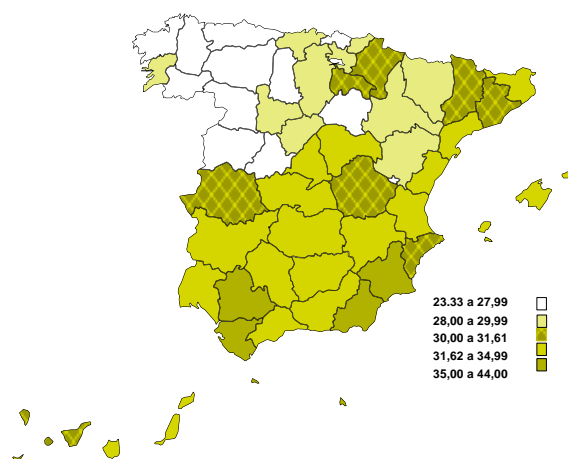 23.33 a 27,99
28,00 a 29,99
30,00 a 31,61
31,62 a 34,99
35,00 a 44,00